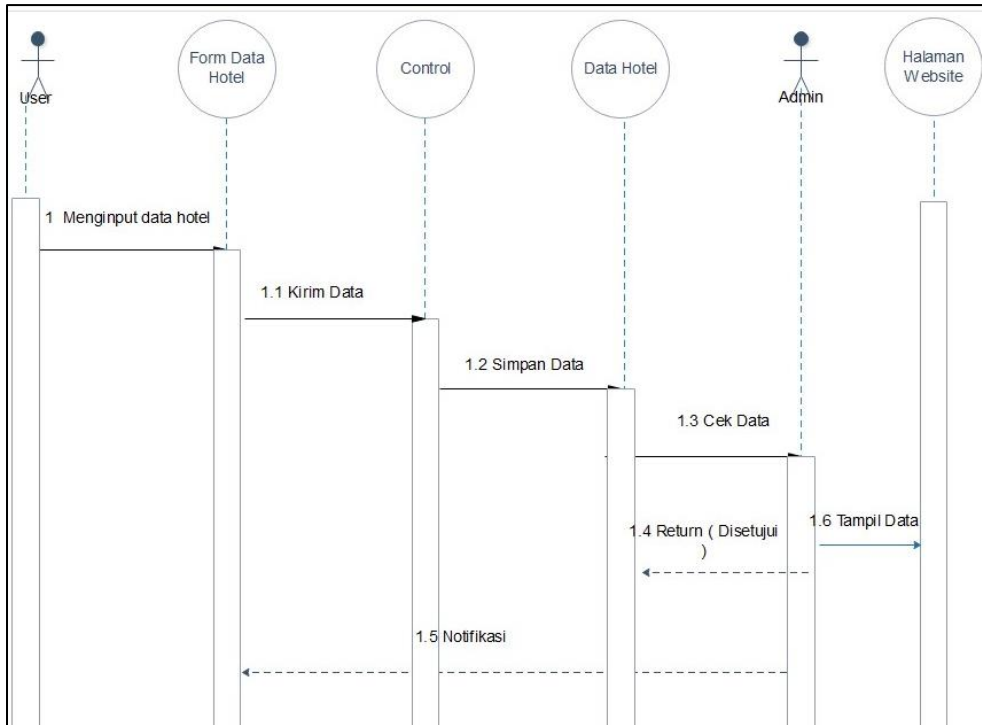 Form Data
Hotel
Control
Data Hotel
Halaman
Website
User
Admin
1 Menginput data hotel
1.1 Kirim Data
1.2 Simpan Data
1.3 Cek Data
1.4 Return ( Disetujui
)
1.6 Tampil Data
1.5 Notifikasi